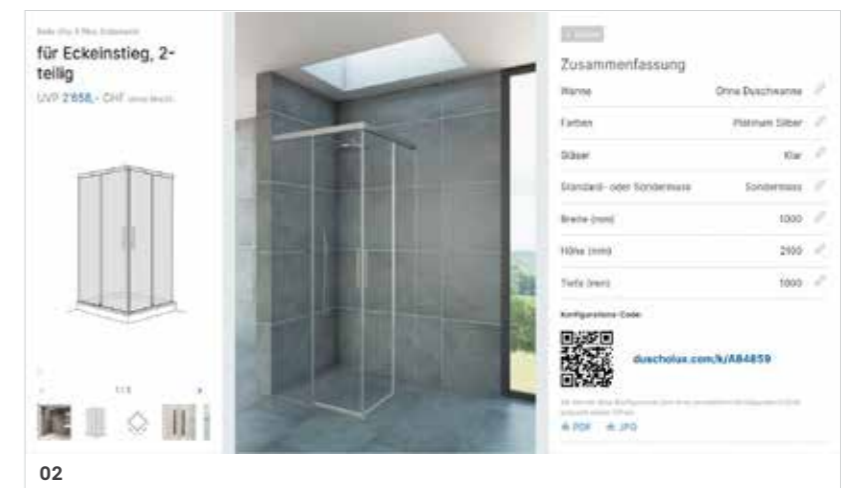 für Eckeinstieg, 2-
teilig
UVP 2'658,- CHF
Zusammenfassung
Wanne Ohne Duschwanne
Farben Platinum Silber
Gläser Klar
Standard- oder Sondermass Sondermass
Breite (mm) 1000
Höhe (mm) 2100
Tiefe (mm) 1000
Konfigurations-Code:
duscholux.com/k/A84859
PDF JPG
02